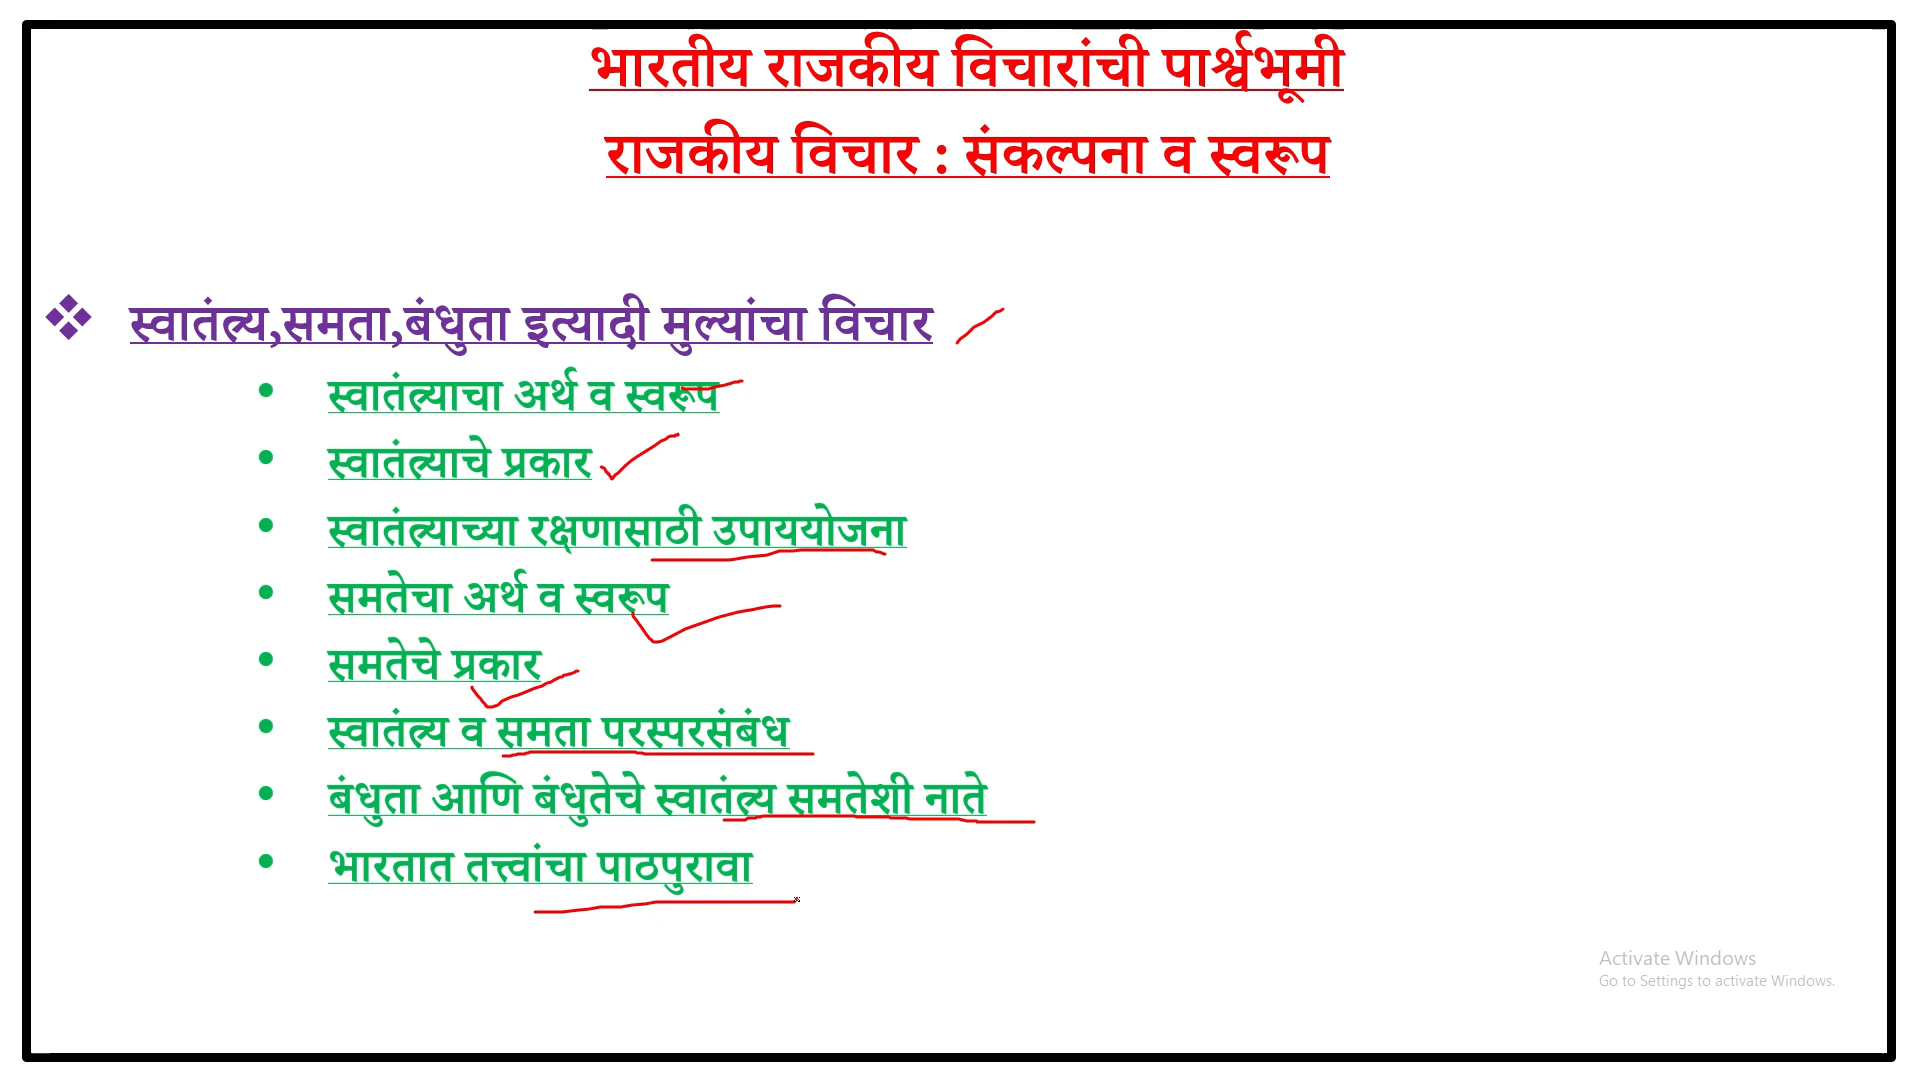 भारतीय राजकीय विचारांची पार्श्वभूमी
राजकीय विचार : संकल्पना व स्वरूप
❖ स्वातंत्र्य,समता,बंधुता इत्यादी मुल्यांचा विचार
• स्वातंत्र्याचा अर्थ व स्वरूप
• स्वातंत्र्याचे प्रकार
• स्वातंत्र्याच्या रक्षणासाठी उपाययोजना
• समतेचा अर्थ व स्वरूप
• समतेचे प्रकार
• स्वातंत्र्य व समता परस्परसंबंध
• बंधुता आणि बंधुतेचे स्वातंत्र्य समतेशी नाते
• भारतात तत्त्वांचा पाठपुरावा
Activate Windows
Go to Settings to activate Windows.